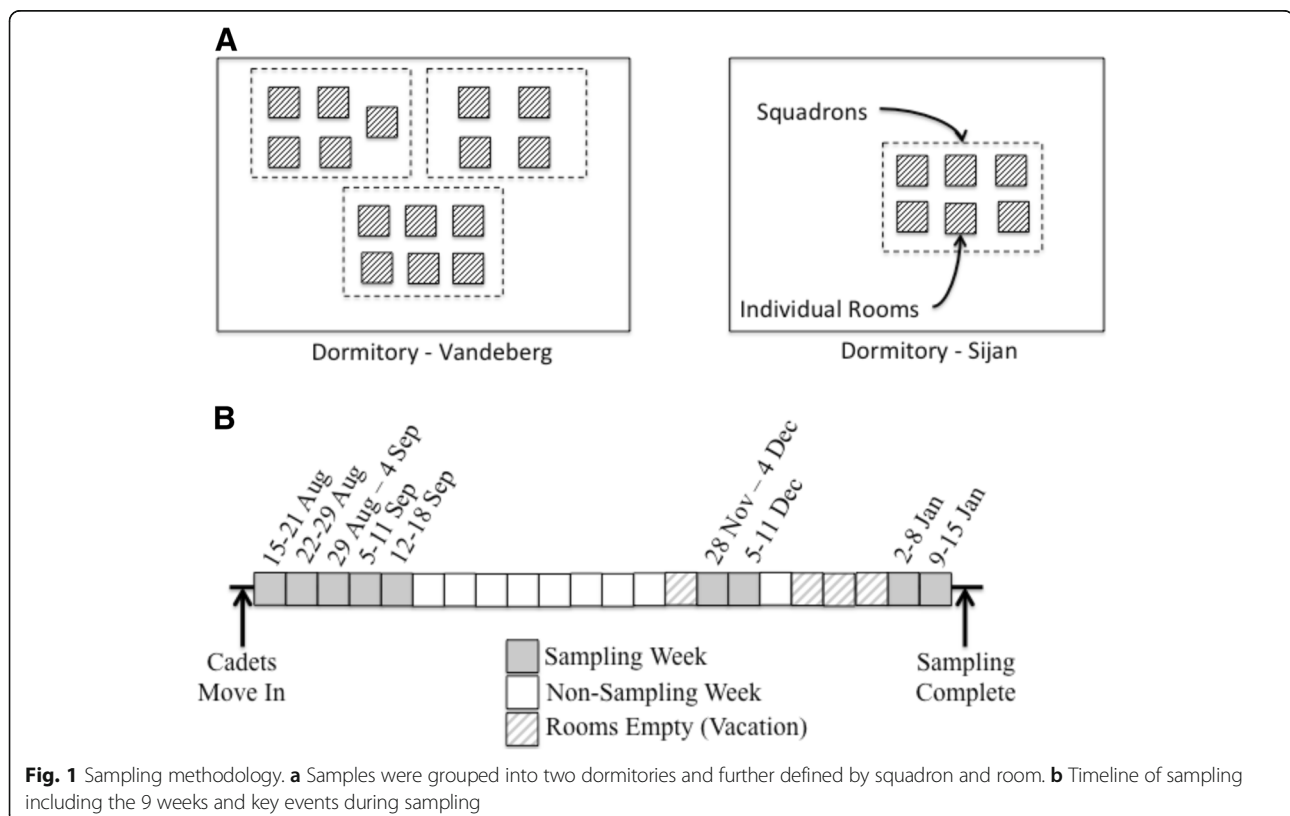 A
Squadrons
Individual Rooms
Dormitory - Vandeberg
Dormitory - Sijan
B
15-21 Aug
22-29 Aug
29 Aug – 4 Sep
5-11 Sep
12-18 Sep
28 Nov – 4 Dec
5-11 Dec
2-8 Jan
9-15 Jan
Cadets
Move In
Sampling Week
Non-Sampling Week
Rooms Empty (Vacation)
Sampling
Complete
Fig. 1 Sampling methodology. a Samples were grouped into two dormitories and further defined by squadron and room. b Timeline of sampling
including the 9 weeks and key events during sampling